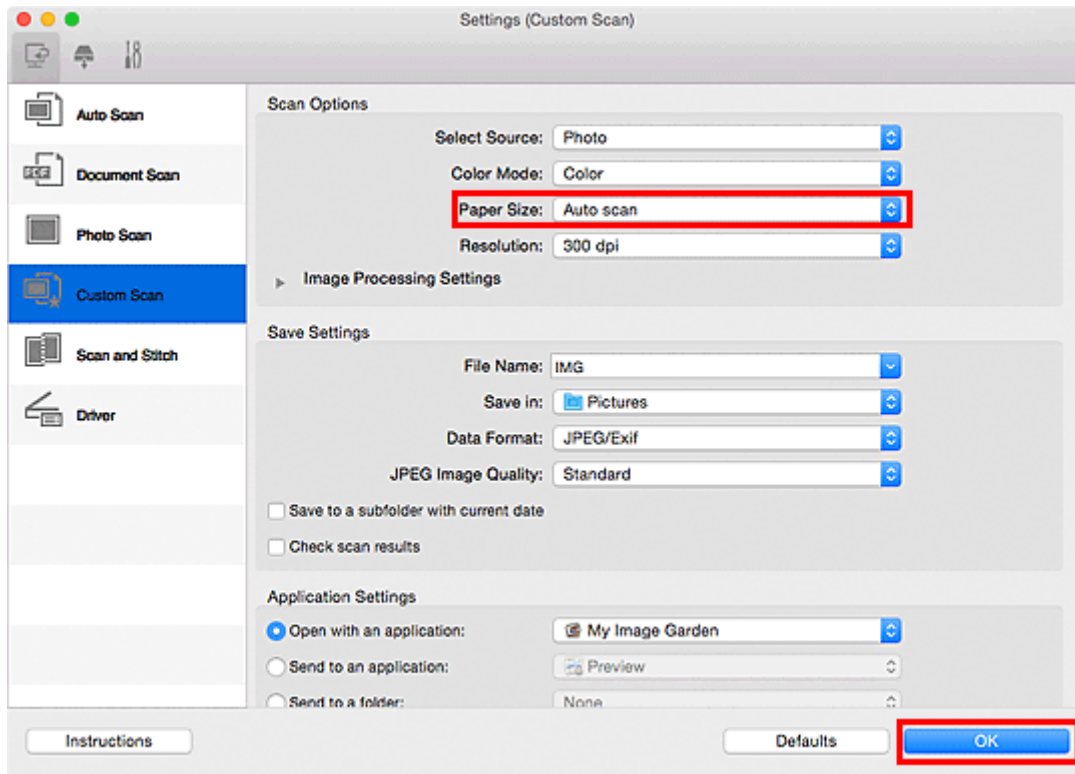 Settings (Custom Scan)
Auto Scan
Document Scan
Photo Scan
Custom Scan
Scan and Stitch
Driver
Scan Options
Select Source: Photo
Color Mode: Color
Paper Size: Auto scan
Resolution: 300 dpi
Image Processing Settings
Save Settings
File Name: IMG
Save in: Pictures
Data Format: JPEG/Exif
JPEG Image Quality: Standard
Save to a subfolder with current date
Check scan results
Application Settings
Open with an application: My Image Garden
Send to an application: Preview
Send to a folder: None
Instructions Defaults OK